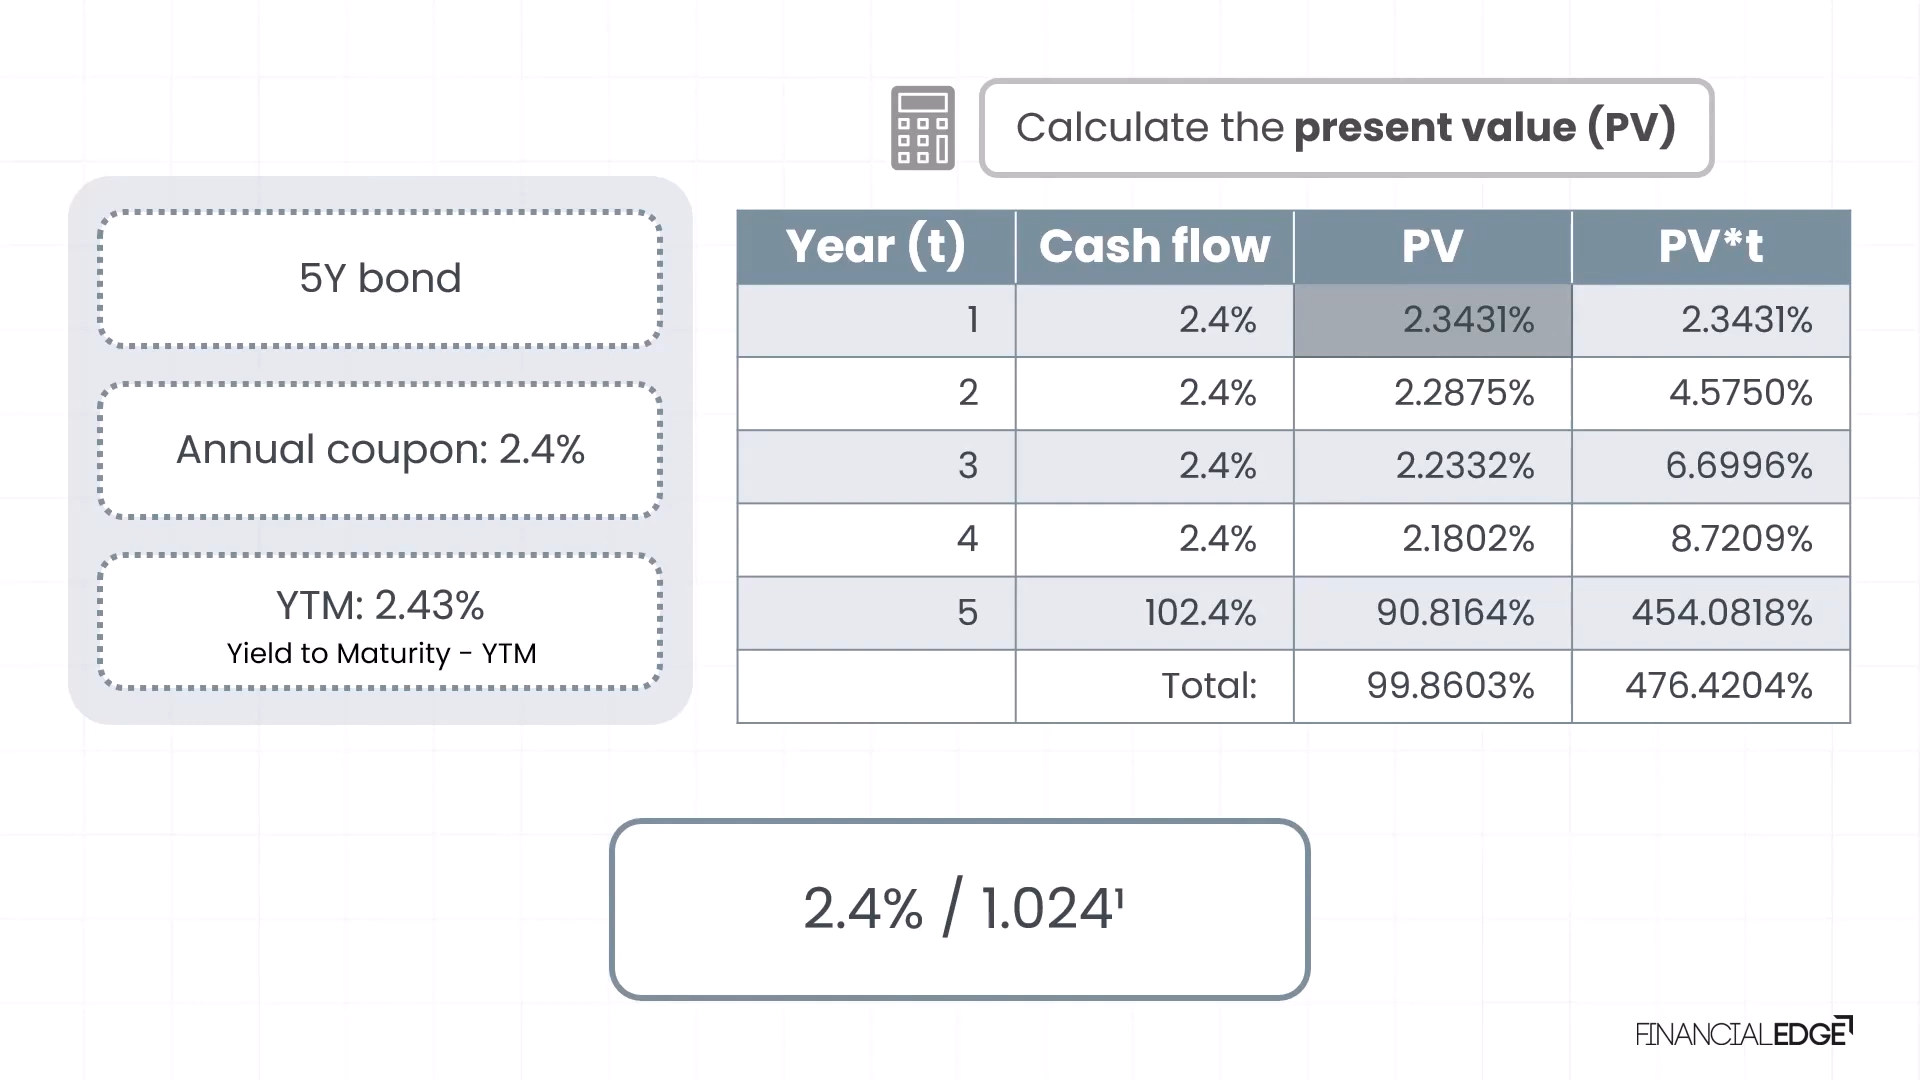 Calculate the present value (PV)
5Y bond
Annual coupon: 2.4%
YTM: 2.43%
Yield to Maturity - YTM
Year (t) Cash flow PV PV*t
1 2.4% 2.3431% 2.3431%
2 2.4% 2.2875% 4.5750%
3 2.4% 2.2332% 6.6996%
4 2.4% 2.1802% 8.7209%
5 102.4% 90.8164% 454.0818%
Total: 99.8603% 476.4204%
2.4% / 1.024¹
FINANCIALEDGE